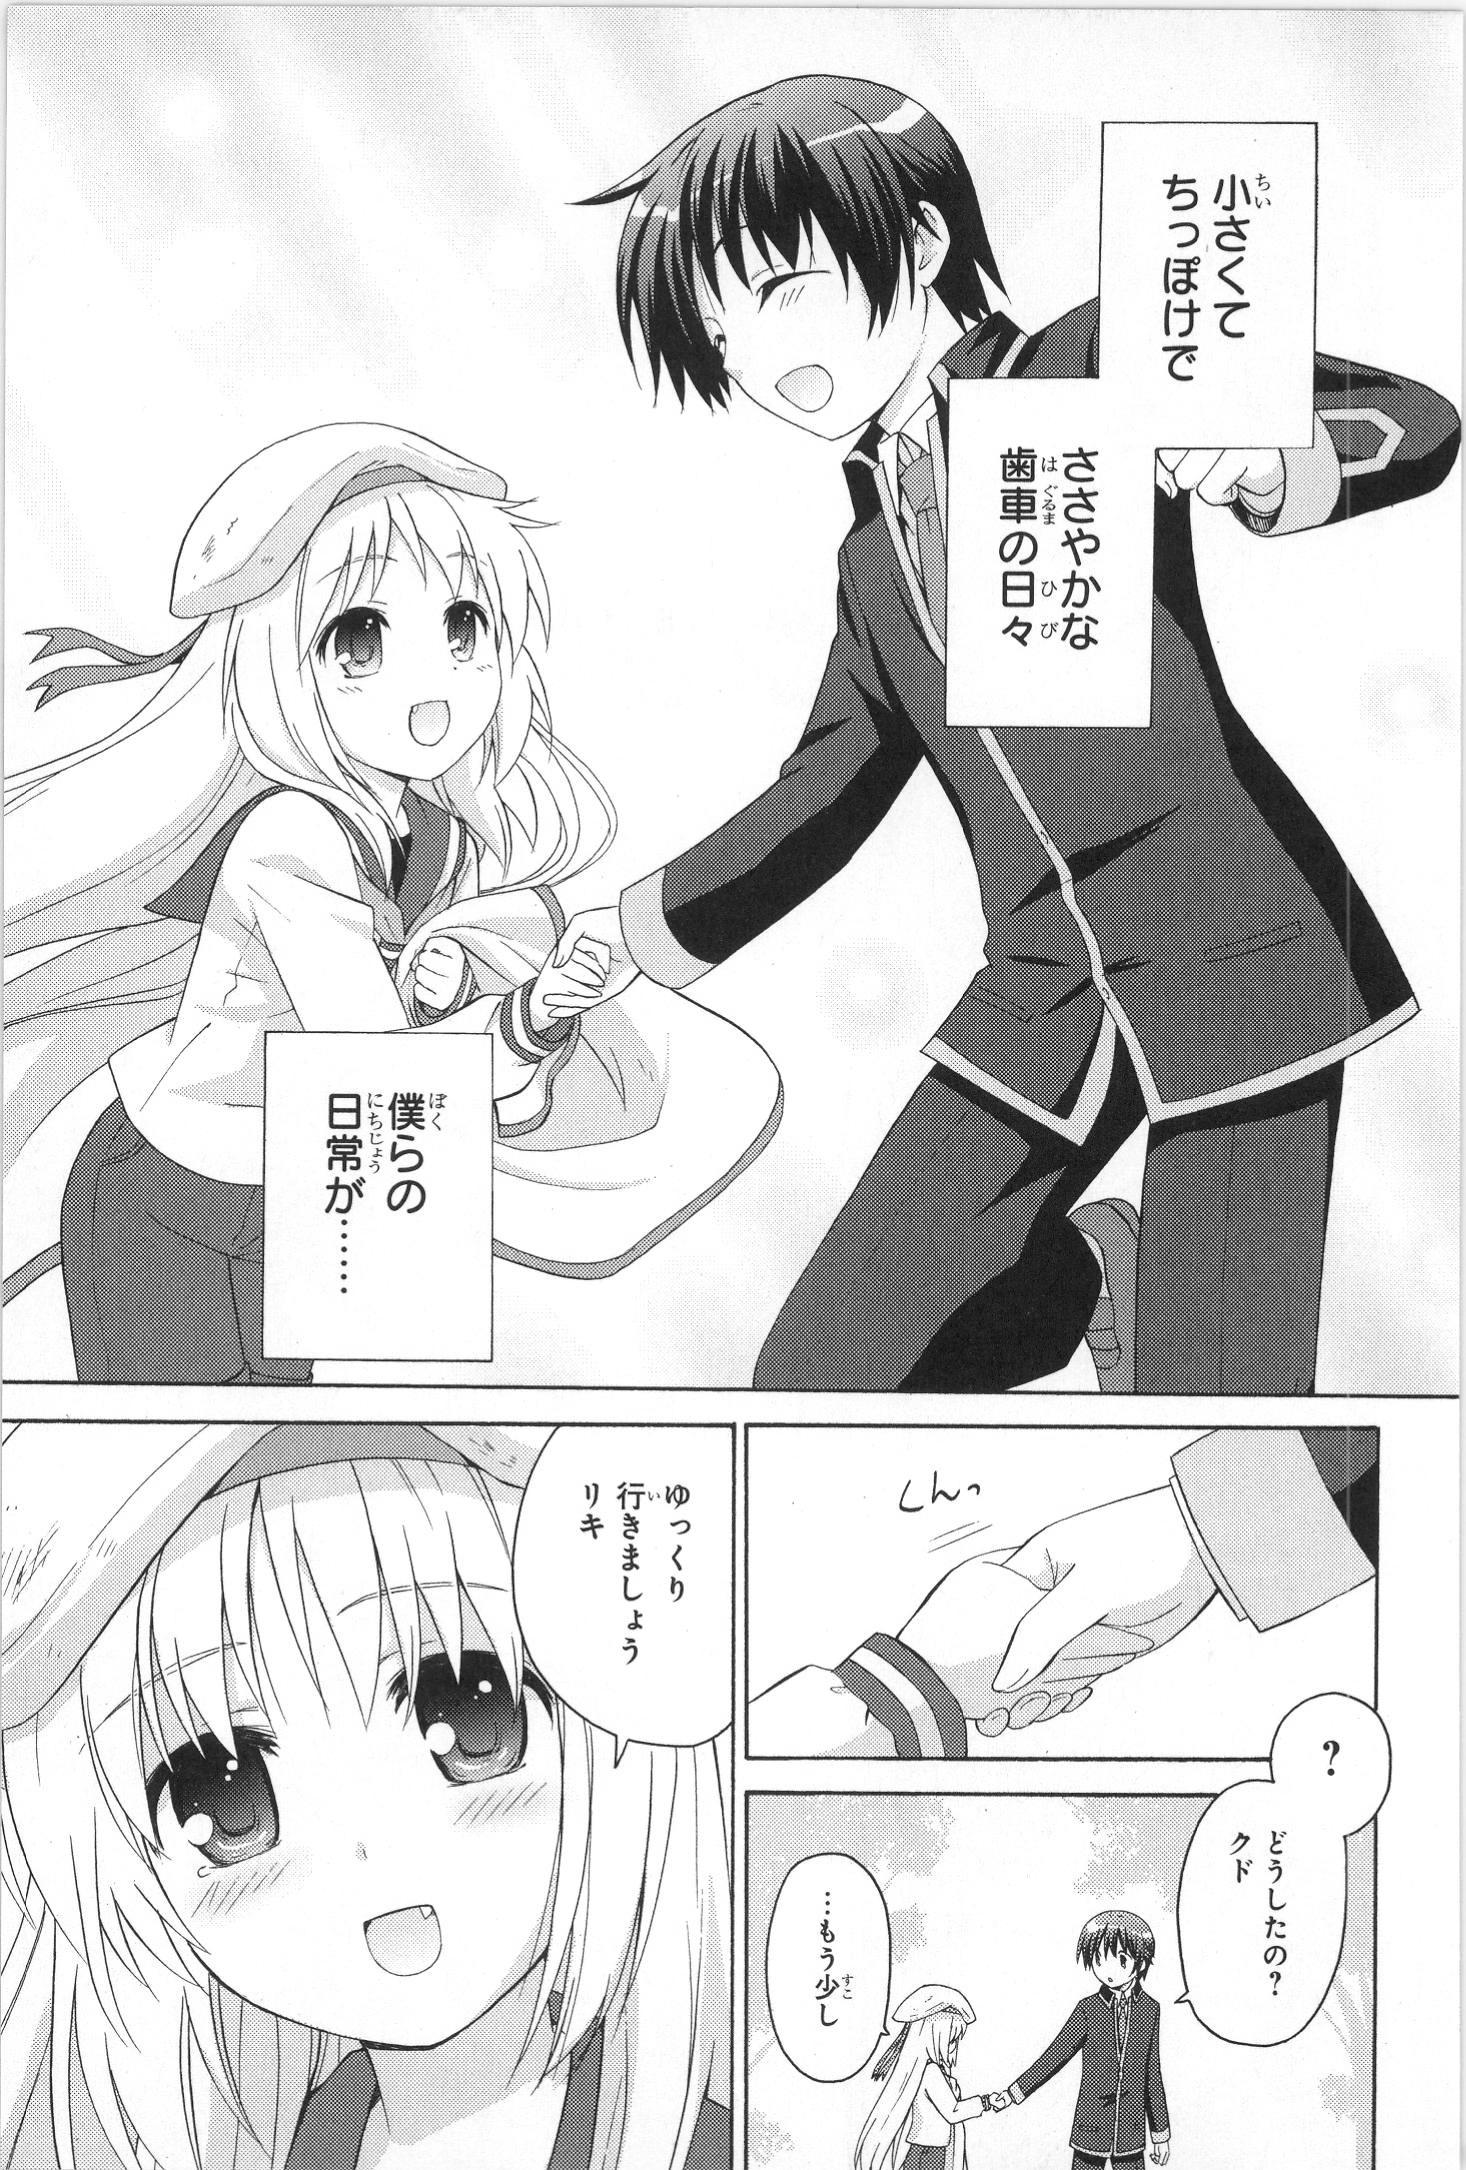 小さくて
ちっぽけで
ささやかな
歯車の日々
僕らの
日常が……
くんっ
?
どうしたの?
クド
…もう少し
ゆっくり
行きましょう
リキ